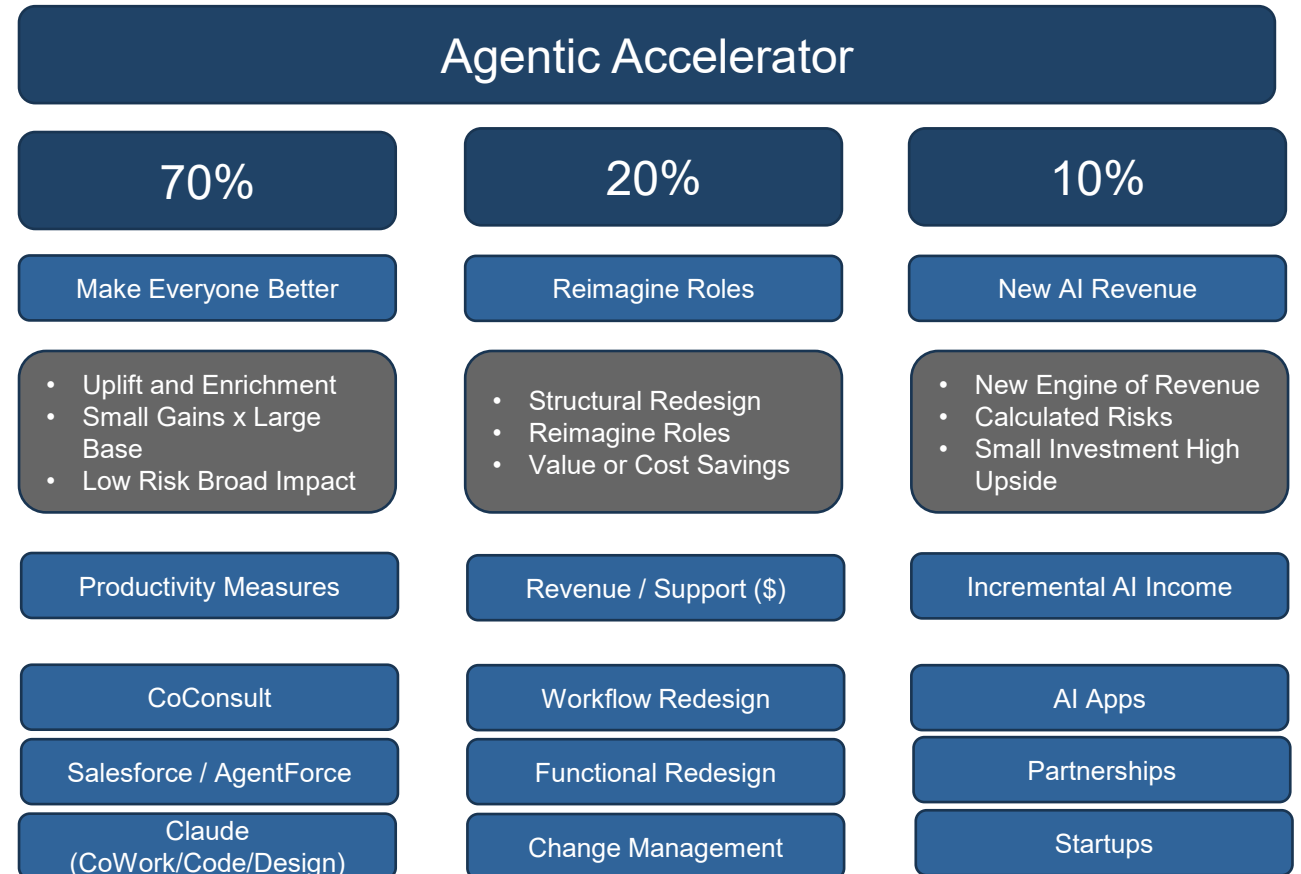 Agentic Accelerator
70%
20%
10%
Make Everyone Better
Reimagine Roles
New AI Revenue
• Uplift and Enrichment
• Small Gains x Large
Base
• Low Risk Broad Impact
• Structural Redesign
• Reimagine Roles
• Value or Cost Savings
• New Engine of Revenue
• Calculated Risks
• Small Investment High
Upside
Productivity Measures
Revenue / Support ($)
Incremental AI Income
CoConsult
Workflow Redesign
AI Apps
Salesforce / AgentForce
Functional Redesign
Partnerships
Claude
(CoWork/Code/Design)
Change Management
Startups